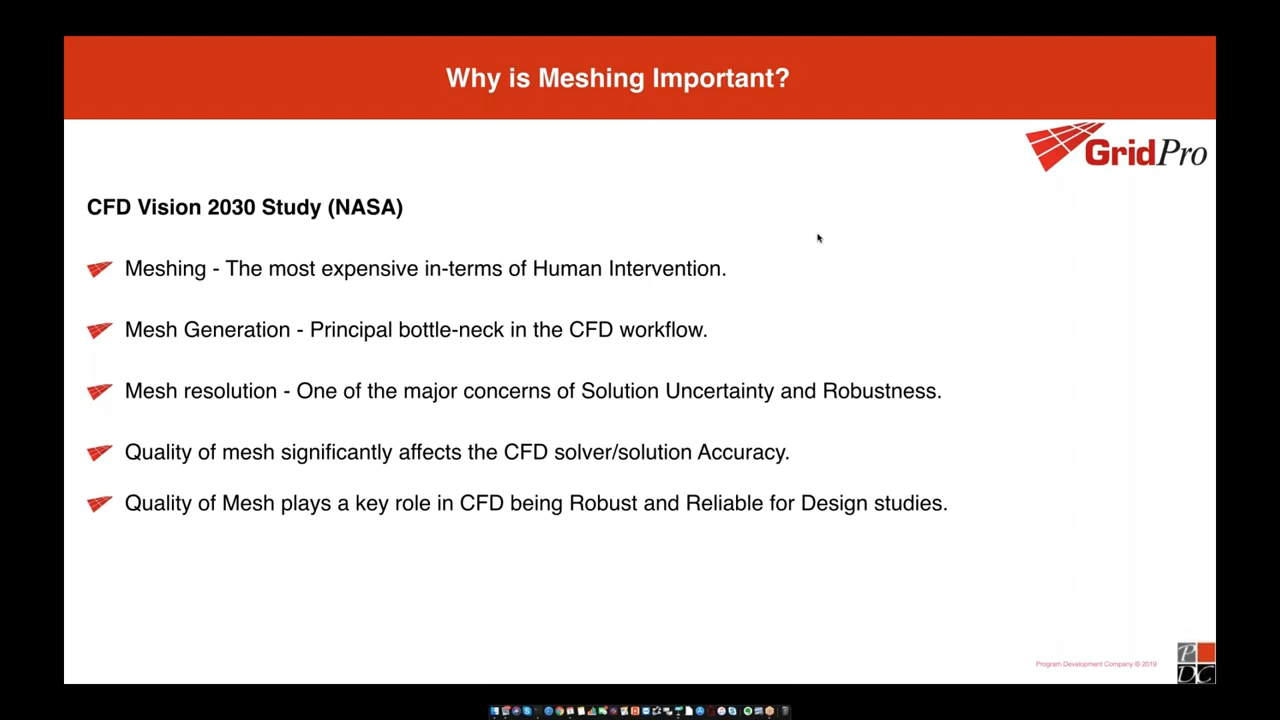 Why is Meshing Important?
GridPro
CFD Vision 2030 Study (NASA)
Meshing - The most expensive in-terms of Human Intervention.
Mesh Generation - Principal bottle-neck in the CFD workflow.
Mesh resolution - One of the major concerns of Solution Uncertainty and Robustness.
Quality of mesh significantly affects the CFD solver/solution Accuracy.
Quality of Mesh plays a key role in CFD being Robust and Reliable for Design studies.
Program Development Company © 2019
PDC